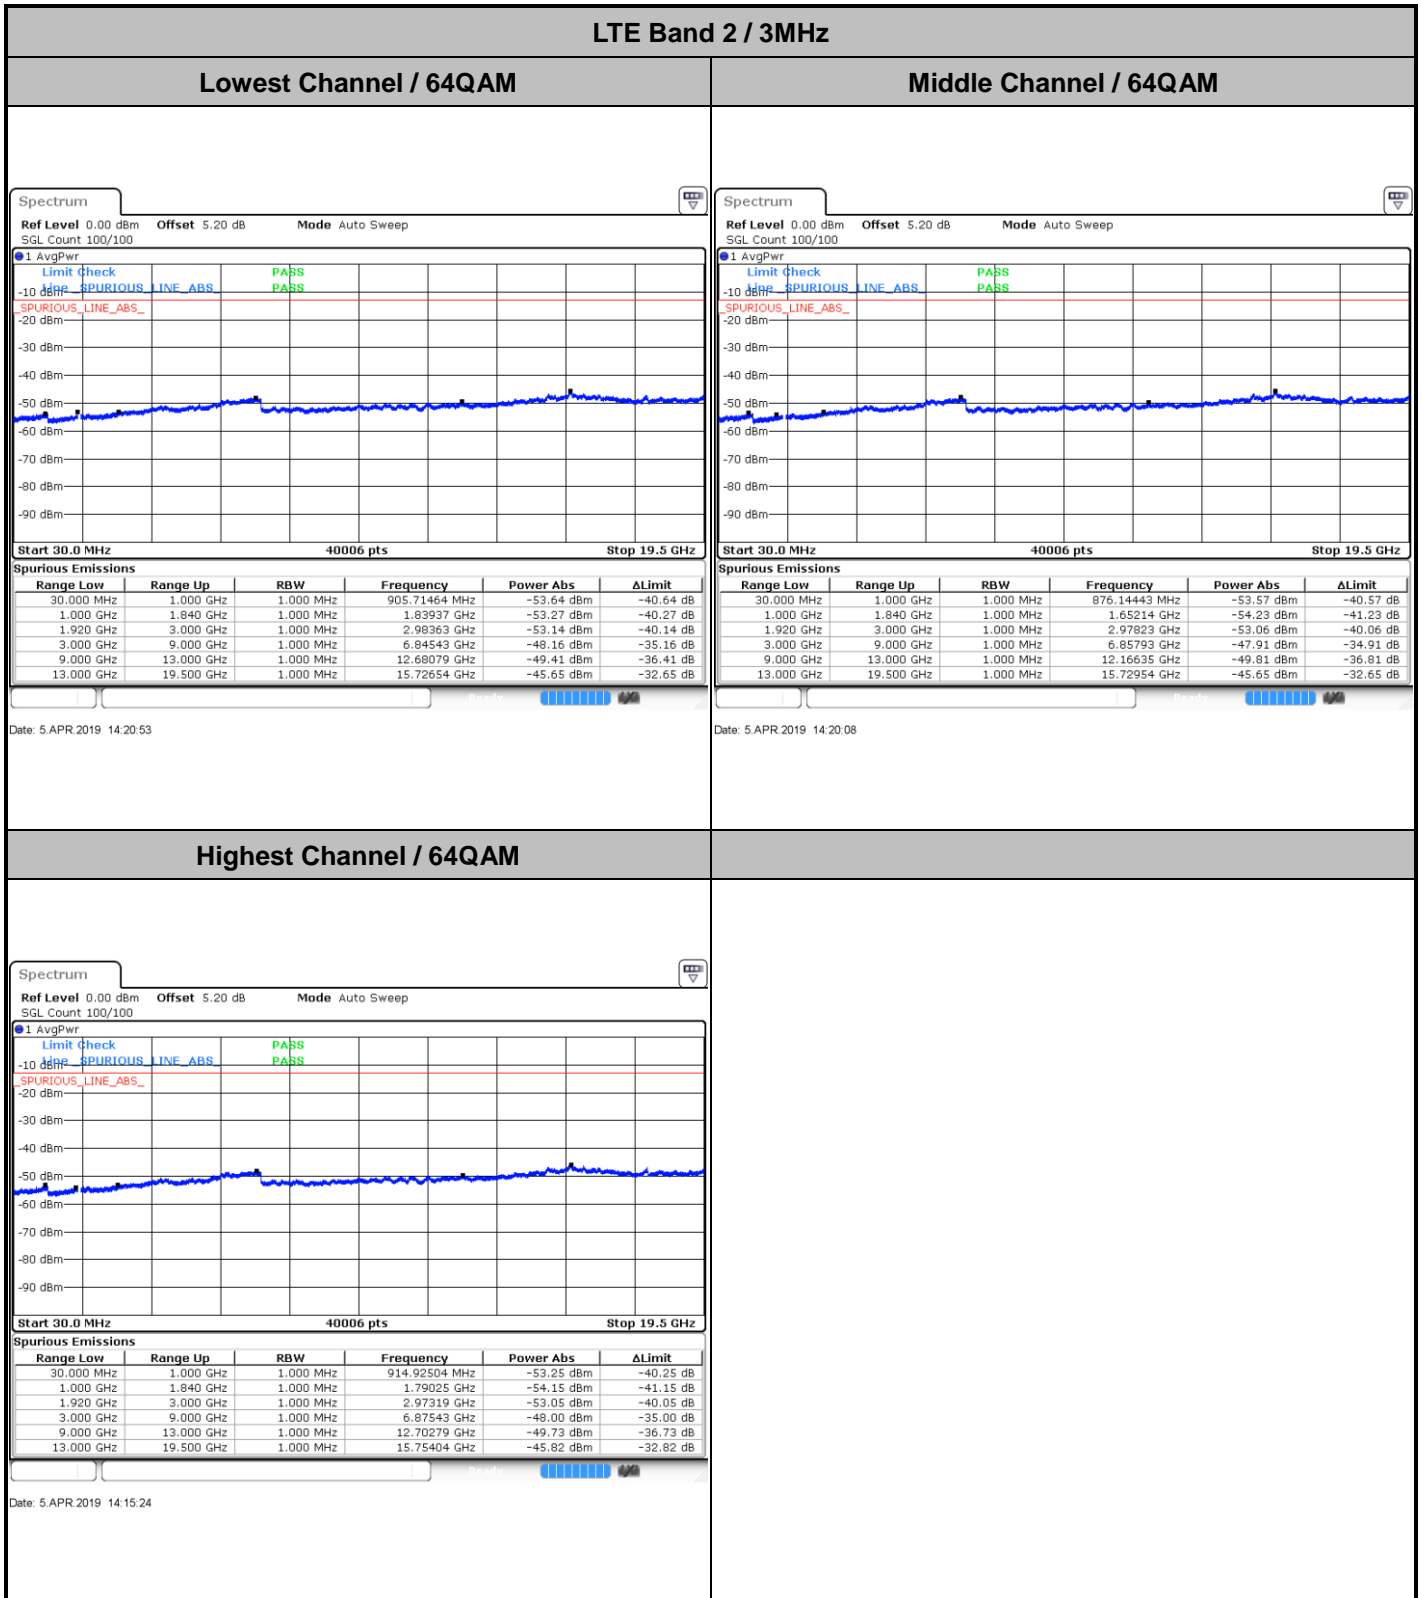 LTE Band 2 / 3MHz
Lowest Channel / 64QAM
Middle Channel / 64QAM
Spectrum
Ref Level 0.00 dBm Offset 5.20 dB Mode Auto Sweep
SGL Count 100/100
1 AvgPwr
Limit Check PASS
Line _SPURIOUS_LINE_ABS_ PASS
-10 dBm
_SPURIOUS_LINE_ABS_
-20 dBm
-30 dBm
-40 dBm
-50 dBm
-60 dBm
-70 dBm
-80 dBm
-90 dBm
Start 30.0 MHz 40006 pts Stop 19.5 GHz
Spurious Emissions
Range Low Range Up RBW Frequency Power Abs ΔLimit
30.000 MHz 1.000 GHz 1.000 MHz 905.71464 MHz -53.64 dBm -40.64 dB
1.000 GHz 1.840 GHz 1.000 MHz 1.83937 GHz -53.27 dBm -40.27 dB
1.920 GHz 3.000 GHz 1.000 MHz 2.98363 GHz -53.14 dBm -40.14 dB
3.000 GHz 9.000 GHz 1.000 MHz 6.84543 GHz -48.16 dBm -35.16 dB
9.000 GHz 13.000 GHz 1.000 MHz 12.68079 GHz -49.41 dBm -36.41 dB
13.000 GHz 19.500 GHz 1.000 MHz 15.72654 GHz -45.65 dBm -32.65 dB
Date: 5.APR.2019 14:20:53
Spectrum
Ref Level 0.00 dBm Offset 5.20 dB Mode Auto Sweep
SGL Count 100/100
1 AvgPwr
Limit Check PASS
Line _SPURIOUS_LINE_ABS_ PASS
-10 dBm
_SPURIOUS_LINE_ABS_
-20 dBm
-30 dBm
-40 dBm
-50 dBm
-60 dBm
-70 dBm
-80 dBm
-90 dBm
Start 30.0 MHz 40006 pts Stop 19.5 GHz
Spurious Emissions
Range Low Range Up RBW Frequency Power Abs ΔLimit
30.000 MHz 1.000 GHz 1.000 MHz 876.14443 MHz -53.57 dBm -40.57 dB
1.000 GHz 1.840 GHz 1.000 MHz 1.65214 GHz -54.23 dBm -41.23 dB
1.920 GHz 3.000 GHz 1.000 MHz 2.97823 GHz -53.06 dBm -40.06 dB
3.000 GHz 9.000 GHz 1.000 MHz 6.85793 GHz -47.91 dBm -34.91 dB
9.000 GHz 13.000 GHz 1.000 MHz 12.16635 GHz -49.81 dBm -36.81 dB
13.000 GHz 19.500 GHz 1.000 MHz 15.72954 GHz -45.65 dBm -32.65 dB
Date: 5.APR.2019 14:20:08
Highest Channel / 64QAM
Spectrum
Ref Level 0.00 dBm Offset 5.20 dB Mode Auto Sweep
SGL Count 100/100
1 AvgPwr
Limit Check PASS
Line _SPURIOUS_LINE_ABS_ PASS
-10 dBm
_SPURIOUS_LINE_ABS_
-20 dBm
-30 dBm
-40 dBm
-50 dBm
-60 dBm
-70 dBm
-80 dBm
-90 dBm
Start 30.0 MHz 40006 pts Stop 19.5 GHz
Spurious Emissions
Range Low Range Up RBW Frequency Power Abs ΔLimit
30.000 MHz 1.000 GHz 1.000 MHz 914.92504 MHz -53.25 dBm -40.25 dB
1.000 GHz 1.840 GHz 1.000 MHz 1.79025 GHz -54.15 dBm -41.15 dB
1.920 GHz 3.000 GHz 1.000 MHz 2.97319 GHz -53.05 dBm -40.05 dB
3.000 GHz 9.000 GHz 1.000 MHz 6.87543 GHz -48.00 dBm -35.00 dB
9.000 GHz 13.000 GHz 1.000 MHz 12.70279 GHz -49.73 dBm -36.73 dB
13.000 GHz 19.500 GHz 1.000 MHz 15.75404 GHz -45.82 dBm -32.82 dB
Date: 5.APR.2019 14:15:24